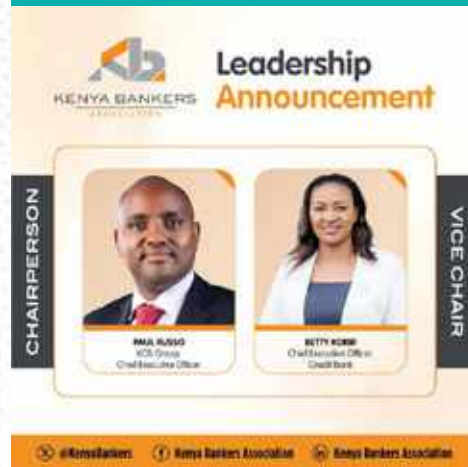 Leadership
Announcement
KENYA BANKERS
ASSOCIATION
CHAIRPERSON
PAUL RUSSO
KCB Group
Chief Executive Officer
BETTY KORIR
Chief Executive Officer
Credit Bank
VICE CHAIR
@KenyaBankers
Kenya Bankers Association
Kenya Bankers Association